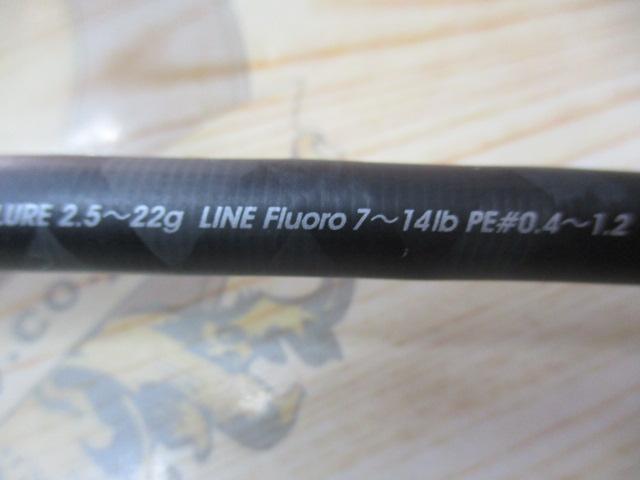 LURE 2.5～22g LINE Fluoro 7～14lb PE#0.4～1.2